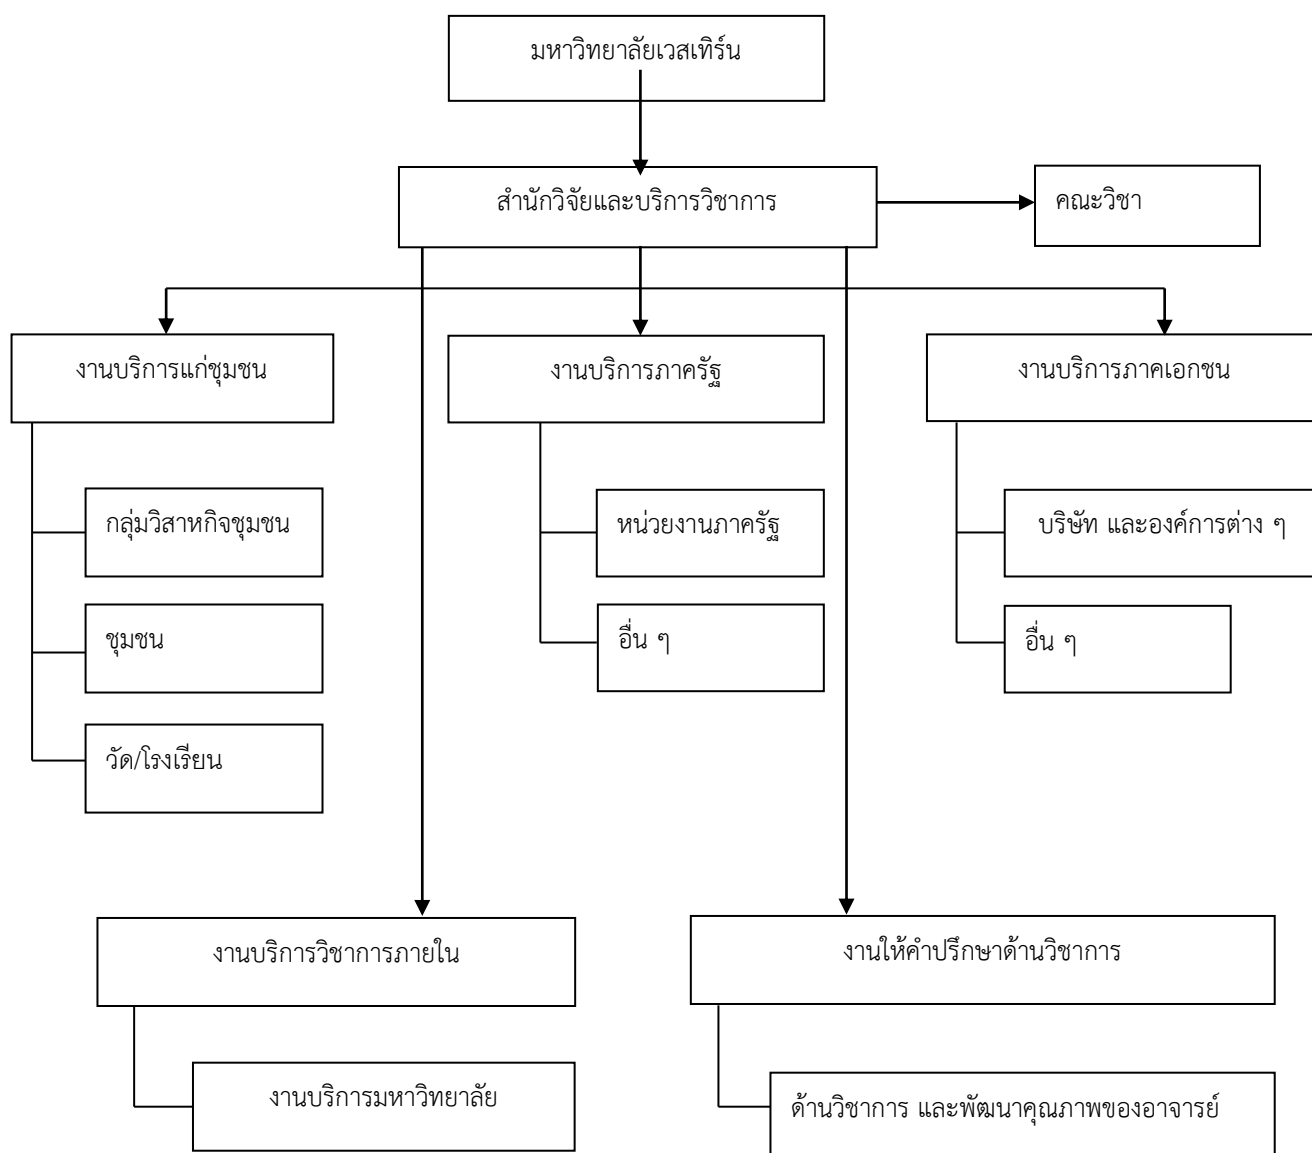 มหาวิทยาลัยเวสเทิร์น
สำนักวิจัยและบริการวิชาการ
คณะวิชา
งานบริการแก่ชุมชน
งานบริการภาครัฐ
งานบริการภาคเอกชน
กลุ่มวิสาหกิจชุมชน
หน่วยงานภาครัฐ
บริษัท และองค์การต่าง ๆ
ชุมชน
อื่น ๆ
อื่น ๆ
วัด/โรงเรียน
งานบริการวิชาการภายใน
งานให้คำปรึกษาด้านวิชาการ
งานบริการมหาวิทยาลัย
ด้านวิชาการ และพัฒนาคุณภาพของอาจารย์